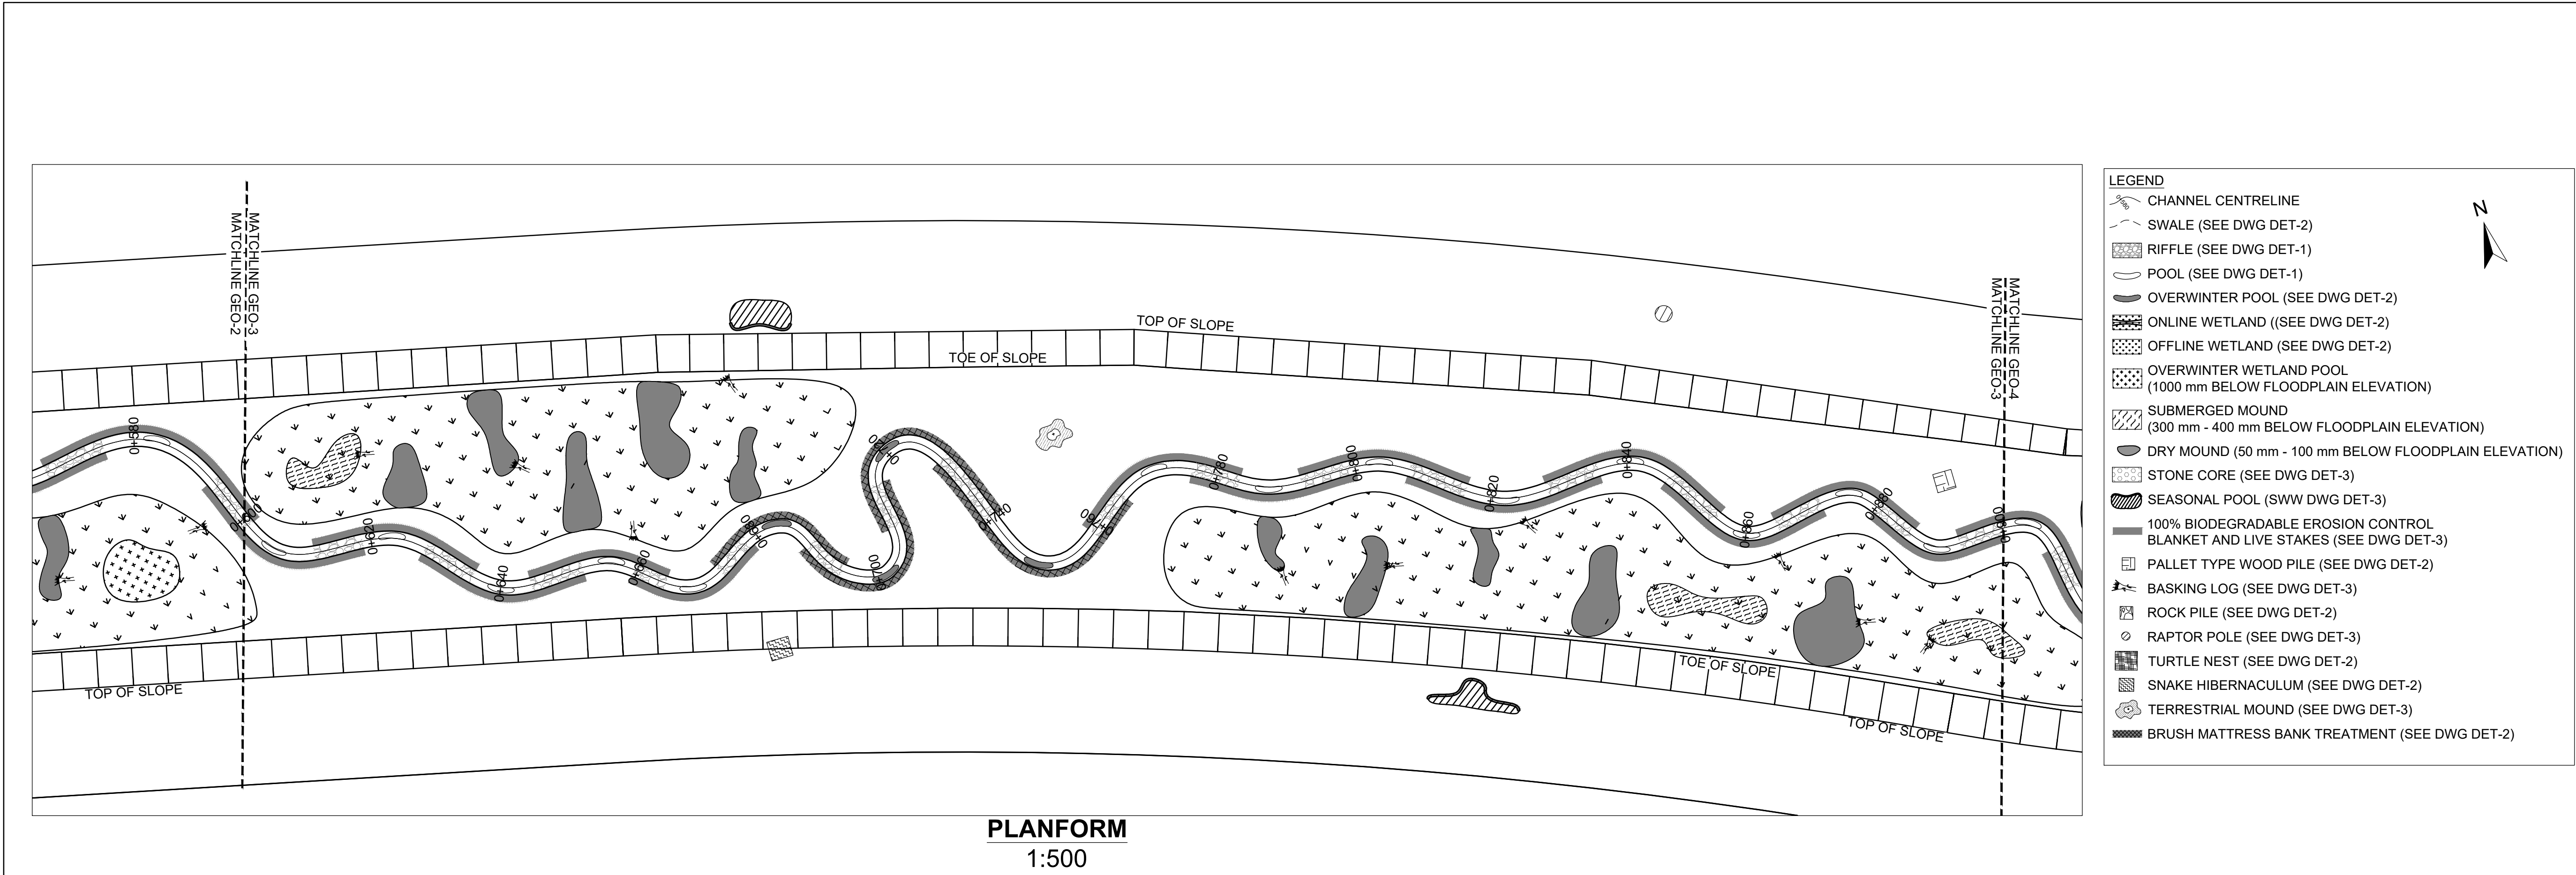 MATCHLINE GEO-2
MATCHLINE GEO-3
MATCHLINE GEO-3
MATCHLINE GEO-4
TOP OF SLOPE
TOE OF SLOPE
0+580
0+600
0+620
0+640
0+660
0+680
0+700
0+720
0+740
0+760
0+780
0+800
0+820
0+840
0+860
0+880
0+900
TOE OF SLOPE
TOP OF SLOPE
TOP OF SLOPE
PLANFORM
1:500
LEGEND
CHANNEL CENTRELINE
SWALE (SEE DWG DET-2)
RIFFLE (SEE DWG DET-1)
POOL (SEE DWG DET-1)
OVERWINTER POOL (SEE DWG DET-2)
ONLINE WETLAND ((SEE DWG DET-2)
OFFLINE WETLAND (SEE DWG DET-2)
OVERWINTER WETLAND POOL
(1000 mm BELOW FLOODPLAIN ELEVATION)
SUBMERGED MOUND
(300 mm - 400 mm BELOW FLOODPLAIN ELEVATION)
DRY MOUND (50 mm - 100 mm BELOW FLOODPLAIN ELEVATION)
STONE CORE (SEE DWG DET-3)
SEASONAL POOL (SWW DWG DET-3)
100% BIODEGRADABLE EROSION CONTROL
BLANKET AND LIVE STAKES (SEE DWG DET-3)
PALLET TYPE WOOD PILE (SEE DWG DET-2)
BASKING LOG (SEE DWG DET-3)
ROCK PILE (SEE DWG DET-2)
RAPTOR POLE (SEE DWG DET-3)
TURTLE NEST (SEE DWG DET-2)
SNAKE HIBERNACULUM (SEE DWG DET-2)
TERRESTRIAL MOUND (SEE DWG DET-3)
BRUSH MATTRESS BANK TREATMENT (SEE DWG DET-2)
N